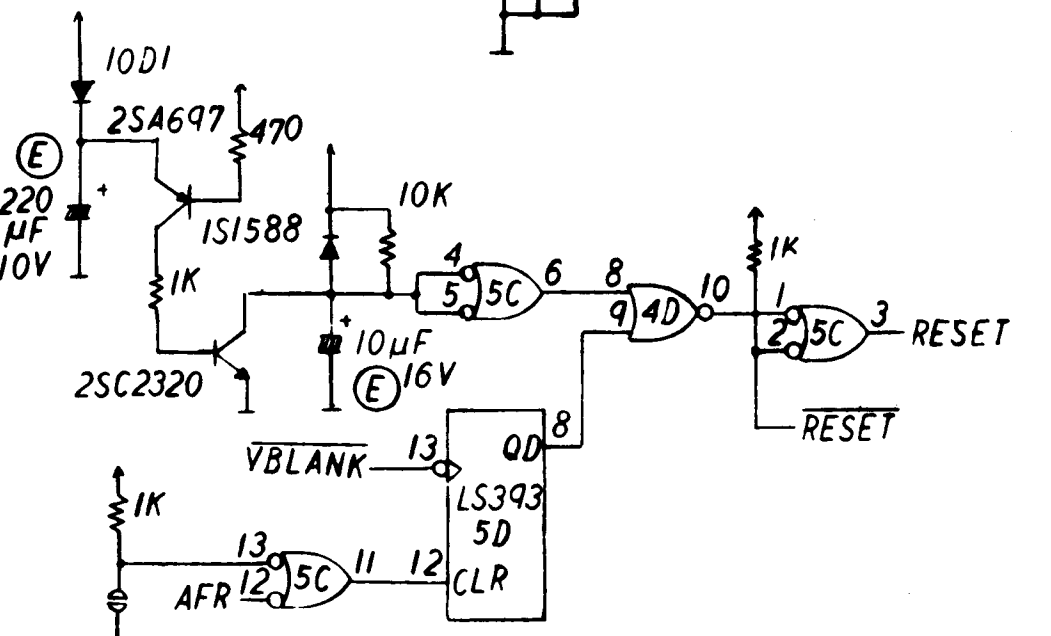 10D1
2SA697
470
E
+
220
µF
10V
1S1588
10K
1K
+
10µF
16V
E
2SC2320
4
5
5C
6
8
9
4D
10
1K
1
2
5C
3
RESET
RESET
VBLANK
13
QD
8
LS393
5D
12
CLR
1K
13
12
5C
11
AFR